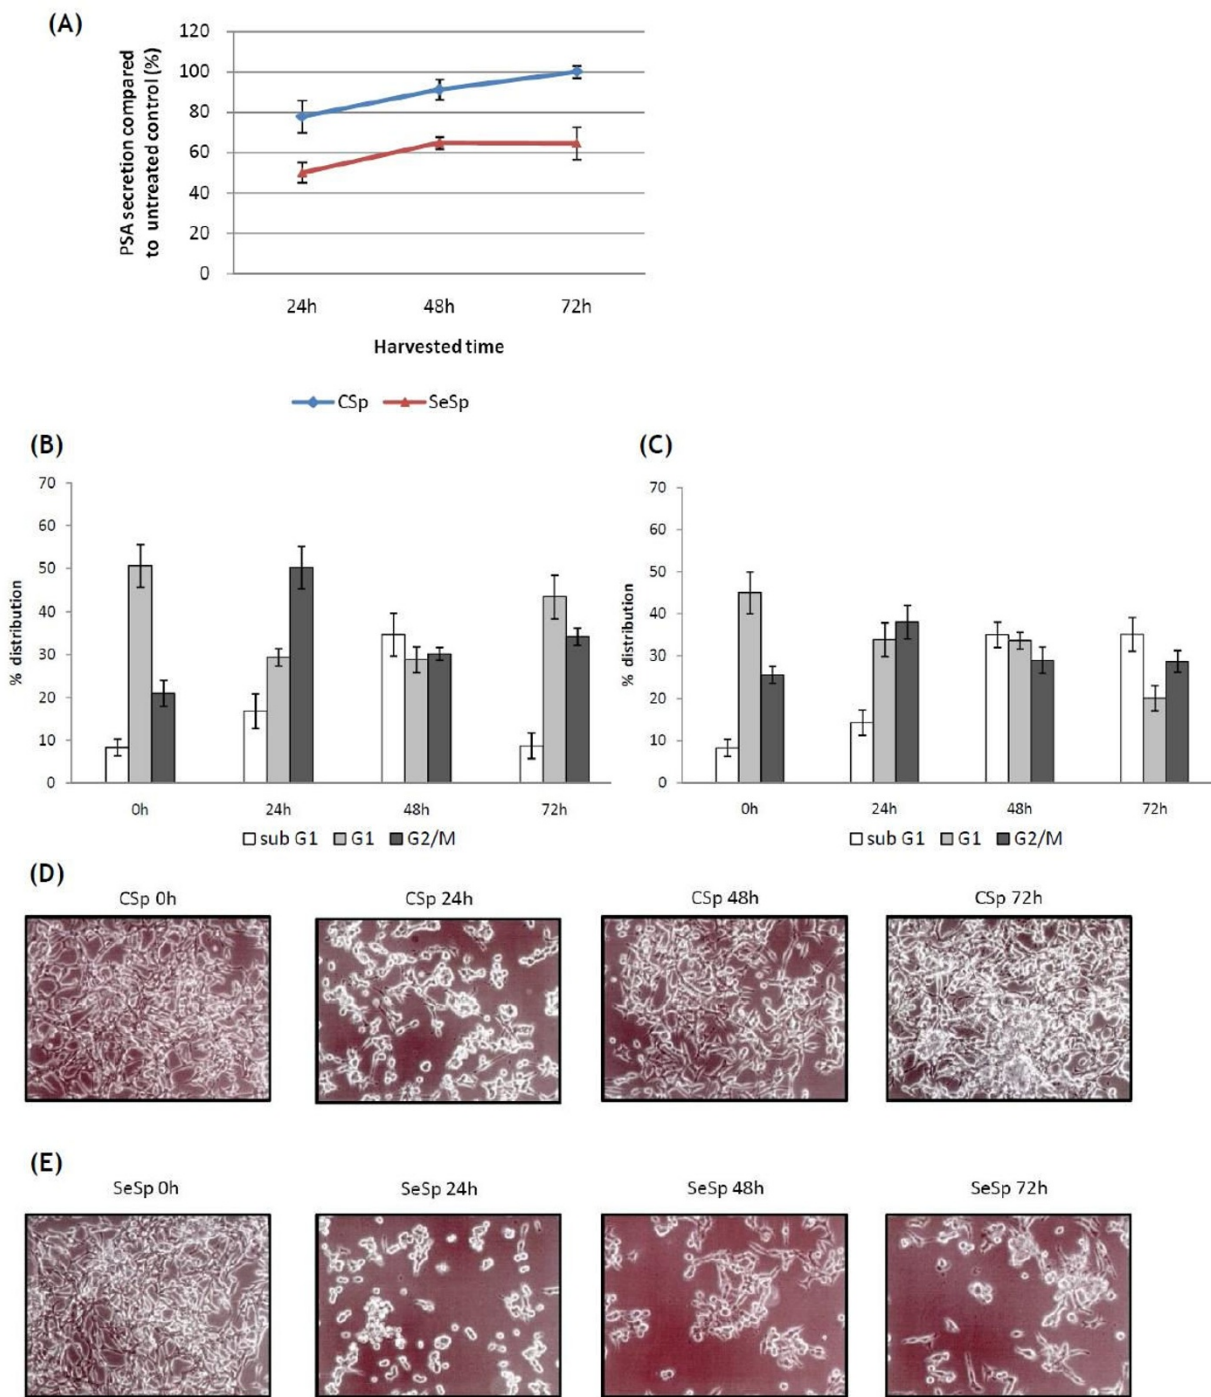 (A)
120
100
80
60
40
20
0
PSA secretion compared
to untreated control (%)
24h 48h 72h
Harvested time
CSp SeSp
(B)
70
60
50
40
30
20
10
0
% distribution
0h 24h 48h 72h
sub G1 G1 G2/M
(C)
70
60
50
40
30
20
10
0
% distribution
0h 24h 48h 72h
sub G1 G1 G2/M
(D)
CSp 0h CSp 24h CSp 48h CSp 72h
(E)
SeSp 0h SeSp 24h SeSp 48h SeSp 72h